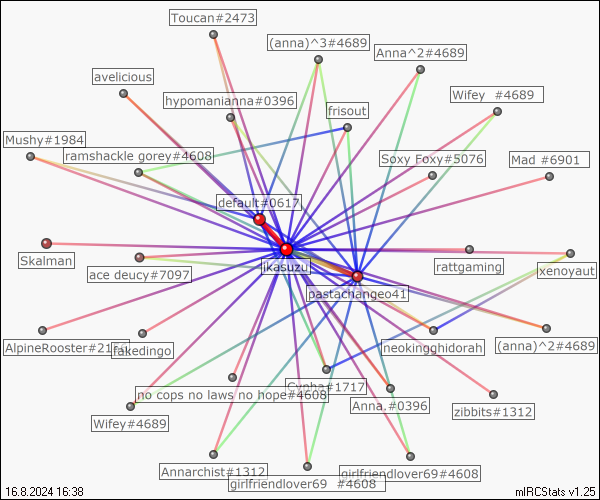 Toucan#2473
(anna)^3#4689
Anna^2#4689
avelicious
Wifey #4689
hypomanianna#0396
frisout
Mushy#1984
ramshackle gorey#4608
Soxy Foxy#5076
Mad #6901
default#0617
Skalman
ace deucy#7097
ikasuzu
rattgaming
xenoyaut
pastachangeo41
AlpineRooster#21
fakedingo
neokingghidorah
(anna)^2#4689
Cypha#1717
no cops no laws no hope#4608
Anna.#0396
zibbits#1312
Wifey#4689
Annarchist#1312
girlfriendlover69 #4608
girlfriendlover69#4608
16.8.2024 16:38
mIRCStats v1.25